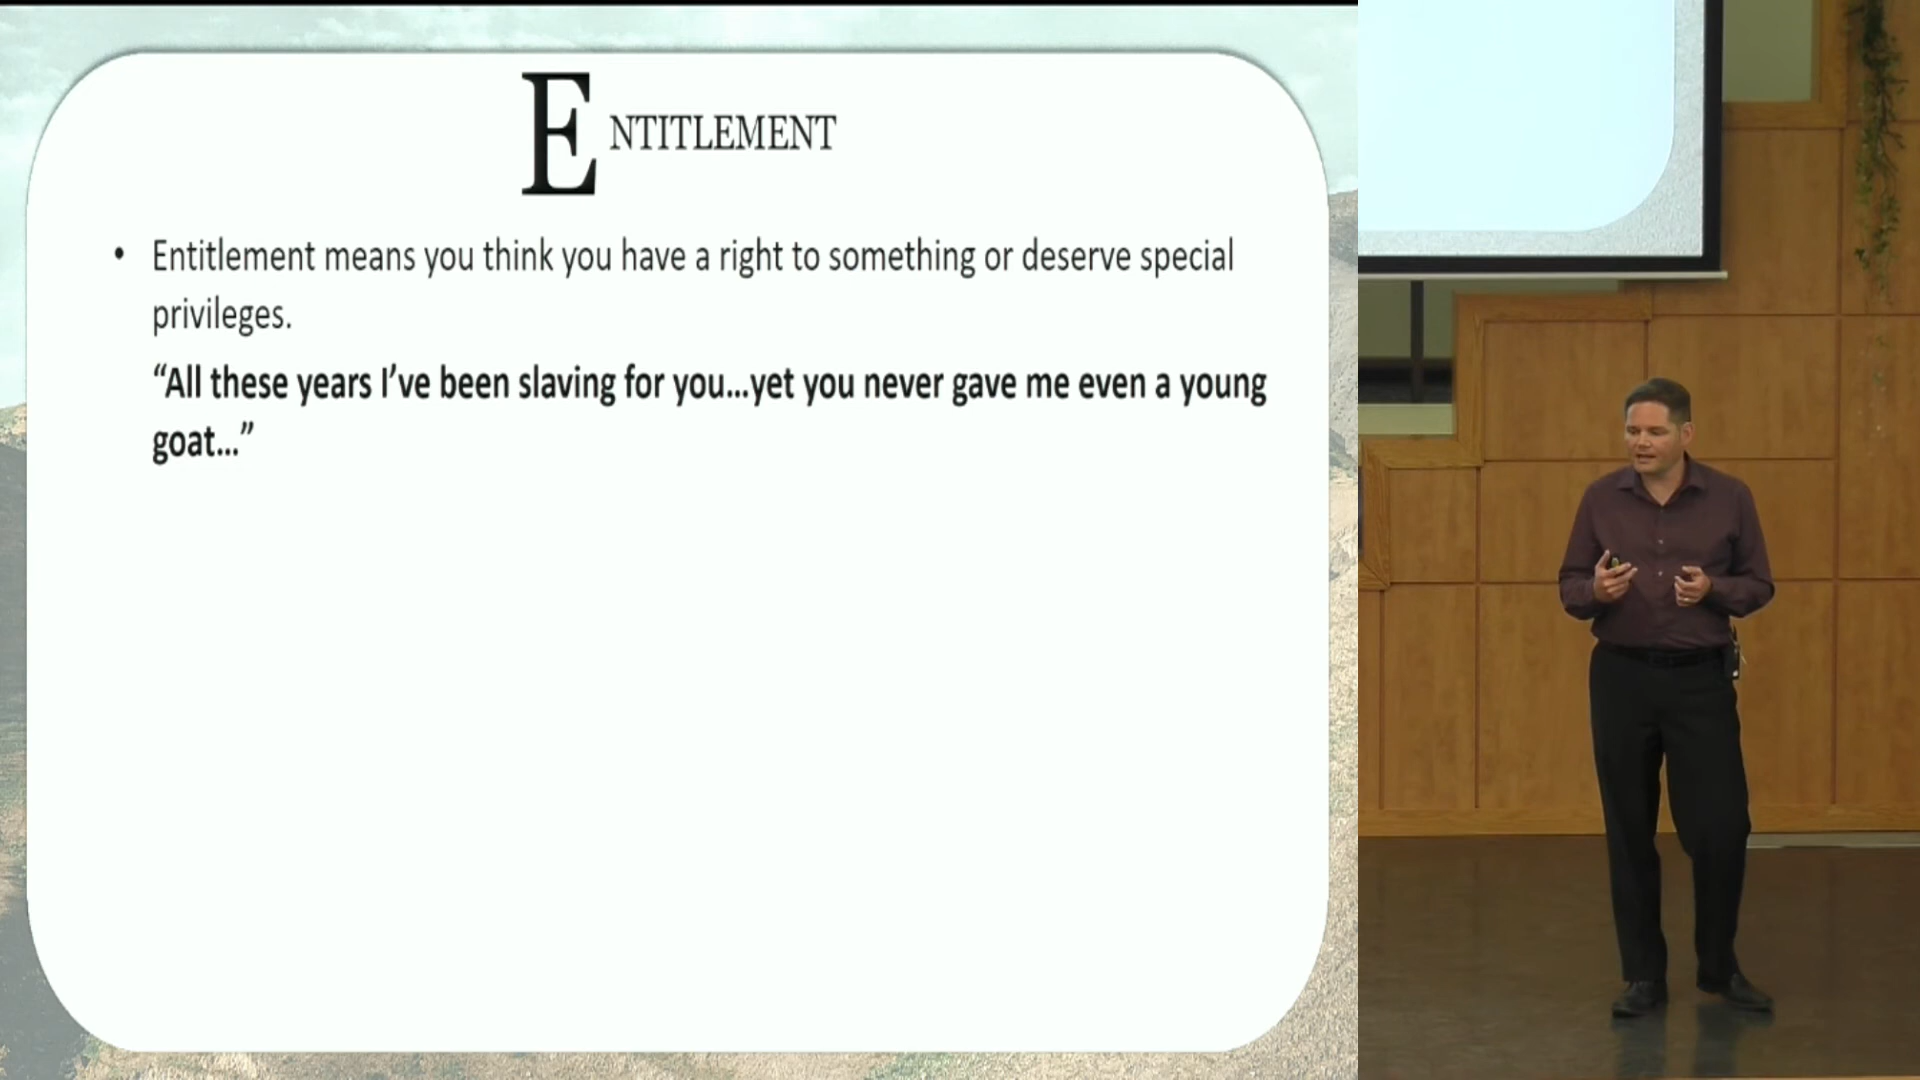 ENTITLEMENT
• Entitlement means you think you have a right to something or deserve special
privileges.
“All these years I’ve been slaving for you...yet you never gave me even a young
goat...”